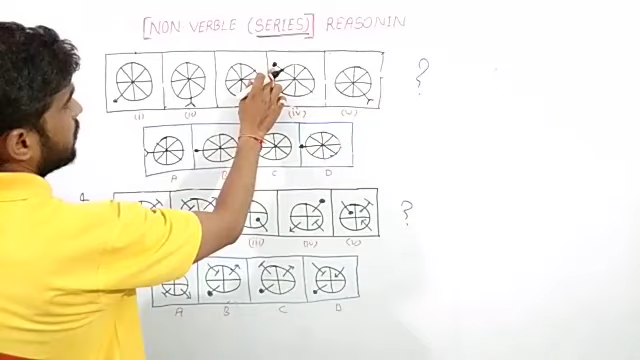 [NON-VERBLE (SERIES)] REASONIN
?
(I) (II) (IV) (V)
A C D
?
(III) (IV) (V)
A B C D